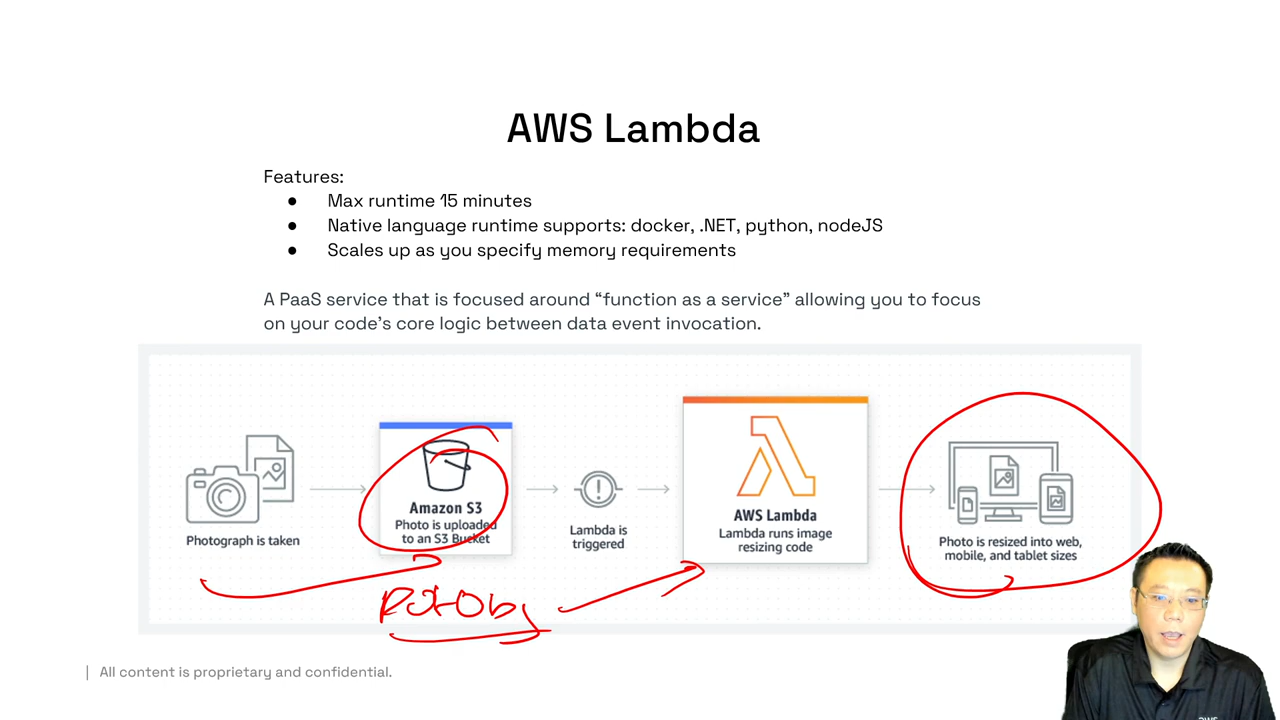 AWS Lambda
Features:
● Max runtime 15 minutes
● Native language runtime supports: docker, .NET, python, nodeJS
● Scales up as you specify memory requirements
A PaaS service that is focused around “function as a service” allowing you to focus
on your code’s core logic between data event invocation.
Photograph is taken
Amazon S3
Photo is uploaded
to an S3 Bucket
Lambda is
triggered
AWS Lambda
Lambda runs image
resizing code
Photo is resized into web,
mobile, and tablet sizes
| All content is proprietary and confidential.